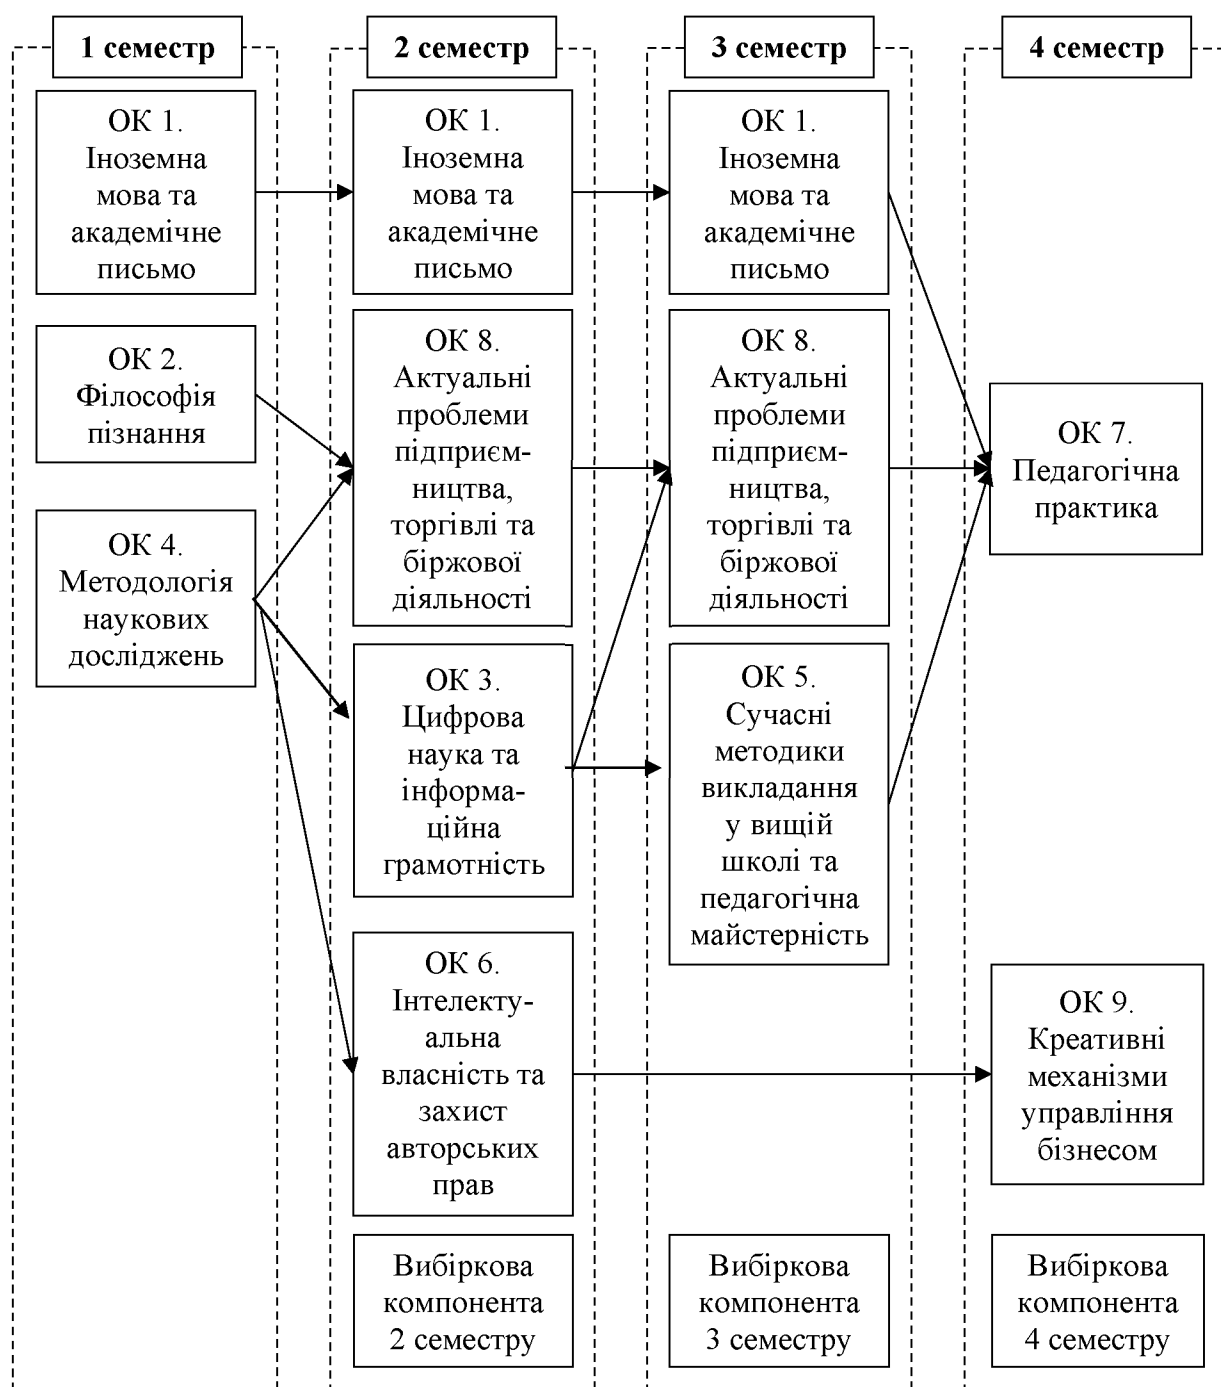 1 семестр
2 семестр
3 семестр
4 семестр
ОК 1.
Іноземна
мова та
академічне
письмо
ОК 2.
Філософія
пізнання
ОК 4.
Методологія
наукових
досліджень
ОК 1.
Іноземна
мова та
академічне
письмо
ОК 8.
Актуальні
проблеми
підприєм-
ництва,
торгівлі та
біржової
діяльності
ОК 3.
Цифрова
наука та
інформа-
ційна
грамотність
ОК 6.
Інтелекту-
альна
власність та
захист
авторських
прав
Вибіркова
компонента
2 семестру
ОК 1.
Іноземна
мова та
академічне
письмо
ОК 8.
Актуальні
проблеми
підприєм-
ництва,
торгівлі та
біржової
діяльності
ОК 5.
Сучасні
методики
викладання
у вищій
школі та
педагогічна
майстерність
Вибіркова
компонента
3 семестру
ОК 7.
Педагогічна
практика
ОК 9.
Креативні
механізми
управління
бізнесом
Вибіркова
компонента
4 семестру